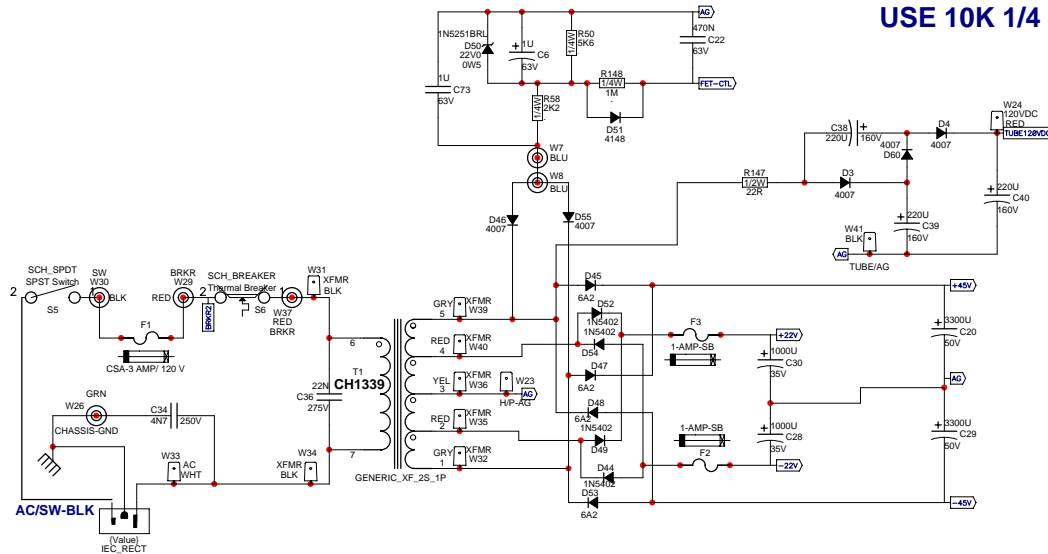 USE 10K 1/4
AG
470N
C22
63V
1N5251BRL
D50
22V0
0W5
1U
C6
63V
R50
5K6
1/4W
R148
1/4W
1M
FET-CTL
1U
C73
63V
R58
2K2
1/4W
D51
4148
W7
BLU
W8
BLU
W24
120VDC
RED
TUBE120VDC
C38
220U
160V
4007
D60
D4
4007
R147
1/2W
22R
D3
4007
220U
C39
160V
220U
C40
160V
W41
BLK
AG
TUBE/AG
D46
4007
D55
4007
SCH_SPDT
SPST Switch
2
1
S5
SW
W30
BLK
BRKR
W29
RED
2
BRKR2
SCH_BREAKER
Thermal Breaker
1
S6
W37
RED
BRKR
W31
XFMR
BLK
F1
CSA-3 AMP/ 120 V
GRN
W26
CHASSIS-GND
C34
4N7
250V
W33
AC
WHT
W34
XFMR
BLK
AC/SW-BLK
{Value}
IEC_RECT
22N
C36
275V
6
7
T1
CH1339
GENERIC_XF_2S_1P
GRY
5
XFMR
W39
RED
4
XFMR
W40
YEL
3
XFMR
W36
W23
AG
H/P-AG
RED
2
XFMR
W35
GRY
1
XFMR
W32
D45
6A2
D52
1N5402
1N5402
D54
D47
6A2
D48
6A2
1N5402
D49
D44
1N5402
D53
6A2
F3
1-AMP-SB
1-AMP-SB
F2
+22V
1000U
C30
35V
1000U
C28
35V
-22V
+45V
3300U
C20
50V
AG
3300U
C29
50V
-45V